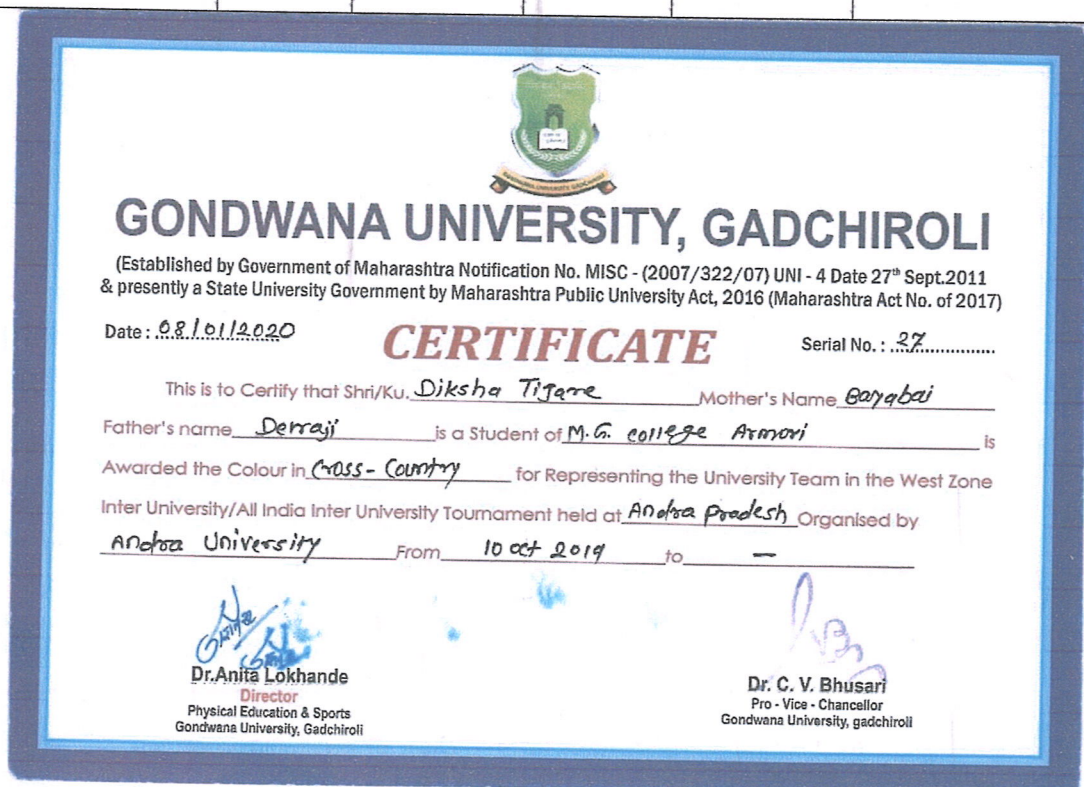 GONDWANA UNIVERSITY GADCHIROLI
GONDWANA UNIVERSITY, GADCHIROLI
(Established by Government of Maharashtra Notification No. MISC - (2007/322/07) UNI - 4 Date 27th Sept.2011
& presently a State University Government by Maharashtra Public University Act, 2016 (Maharashtra Act No. of 2017)
Date : 08/01/2020
CERTIFICATE
Serial No. : 27
This is to Certify that Shri/Ku. Diksha Tijare Mother's Name Bayabai
Father's name Devraji is a Student of M.G. college Armori is
Awarded the Colour in Cross-Country for Representing the University Team in the West Zone
Inter University/All India Inter University Tournament held at Andra pradesh Organised by
Andra University From 10 oct 2019 to —
Dr.Anita Lokhande
Director
Physical Education & Sports
Gondwana University, Gadchiroli
Dr. C. V. Bhusari
Pro - Vice - Chancellor
Gondwana University, gadchiroli